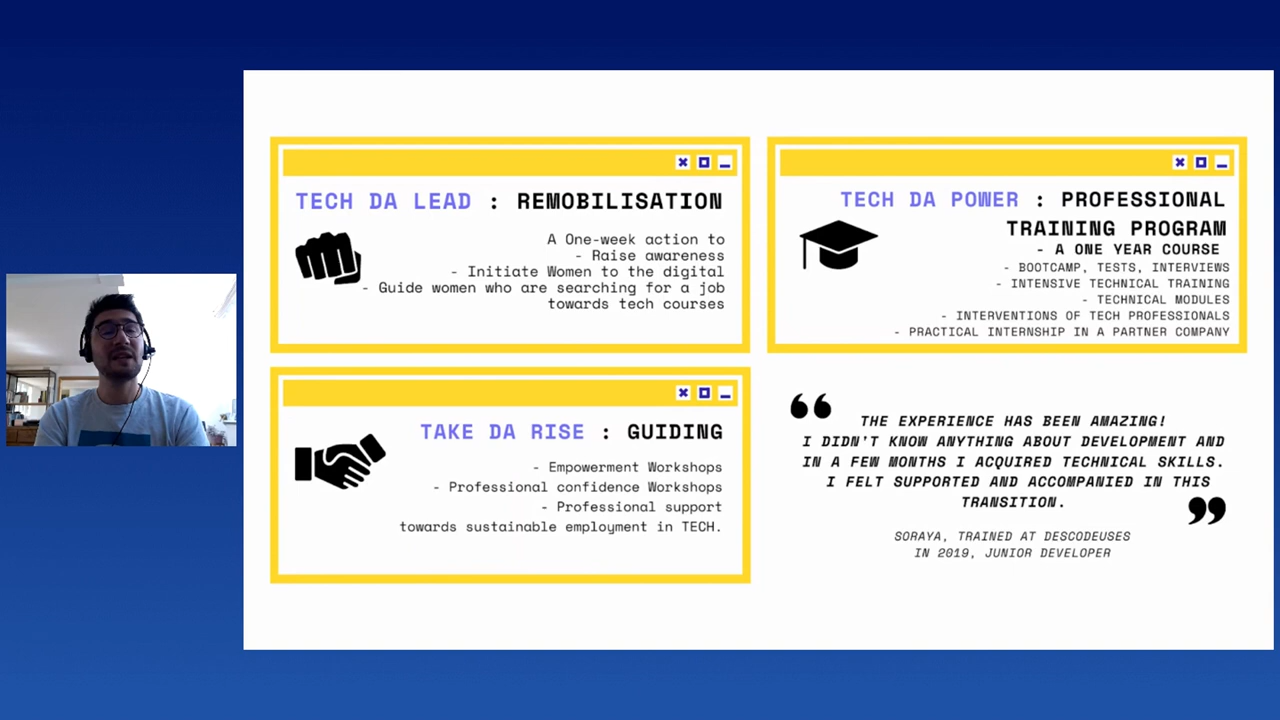 TECH DA LEAD : REMOBILISATION
A One-week action to
- Raise awareness
- Initiate Women to the digital
- Guide women who are searching for a job
towards tech courses
TECH DA POWER : PROFESSIONAL
TRAINING PROGRAM
- A ONE YEAR COURSE
- BOOTCAMP, TESTS, INTERVIEWS
- INTENSIVE TECHNICAL TRAINING
- TECHNICAL MODULES
- INTERVENTIONS OF TECH PROFESSIONALS
- PRACTICAL INTERNSHIP IN A PARTNER COMPANY
TAKE DA RISE : GUIDING
- Empowerment Workshops
- Professional confidence Workshops
- Professional support
towards sustainable employment in TECH.
“ THE EXPERIENCE HAS BEEN AMAZING!
I DIDN'T KNOW ANYTHING ABOUT DEVELOPMENT AND
IN A FEW MONTHS I ACQUIRED TECHNICAL SKILLS.
I FELT SUPPORTED AND ACCOMPANIED IN THIS
TRANSITION. ”
SORAYA, TRAINED AT DESCODEUSES
IN 2019, JUNIOR DEVELOPER